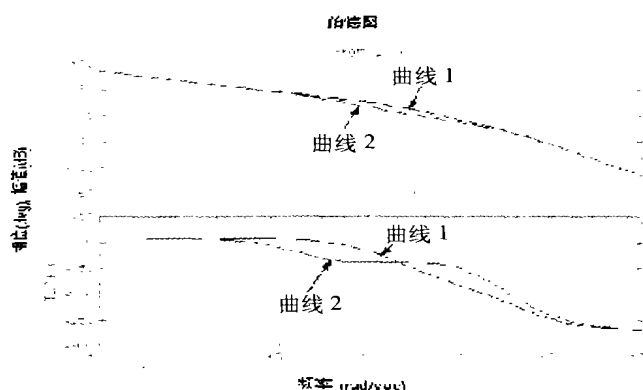 伯德图
曲线 1
曲线 2
相位(deg), 幅值(dB)
曲线 1
曲线 2
频率 (rad/sec)